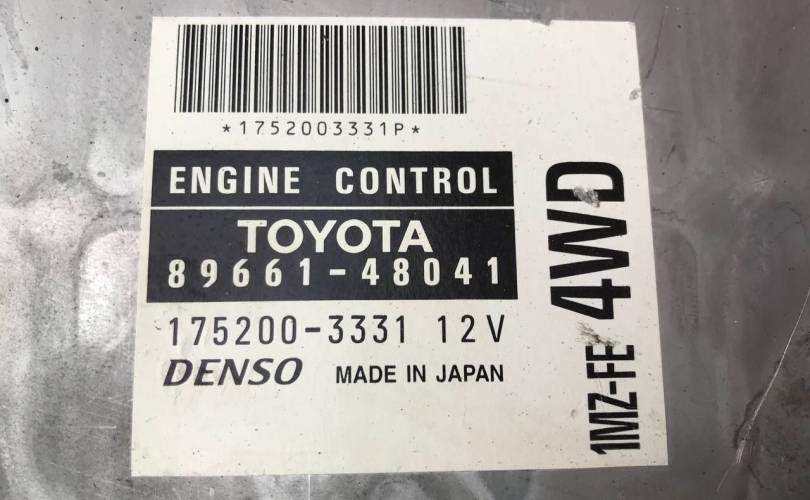 *1752003331P*
ENGINE CONTROL
TOYOTA
89661-48041
175200-3331 12V
DENSO MADE IN JAPAN
1MZ-FE 4WD